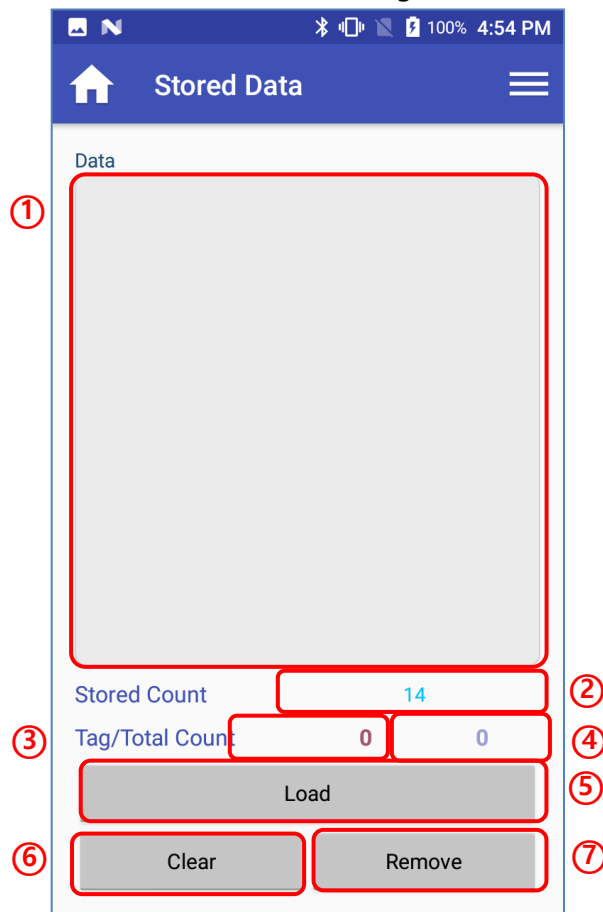 100% 4:54 PM
Stored Data
Data
①
Stored Count 14 ②
③ Tag/Total Count 0 0 ④
Load ⑤
⑥ Clear Remove ⑦